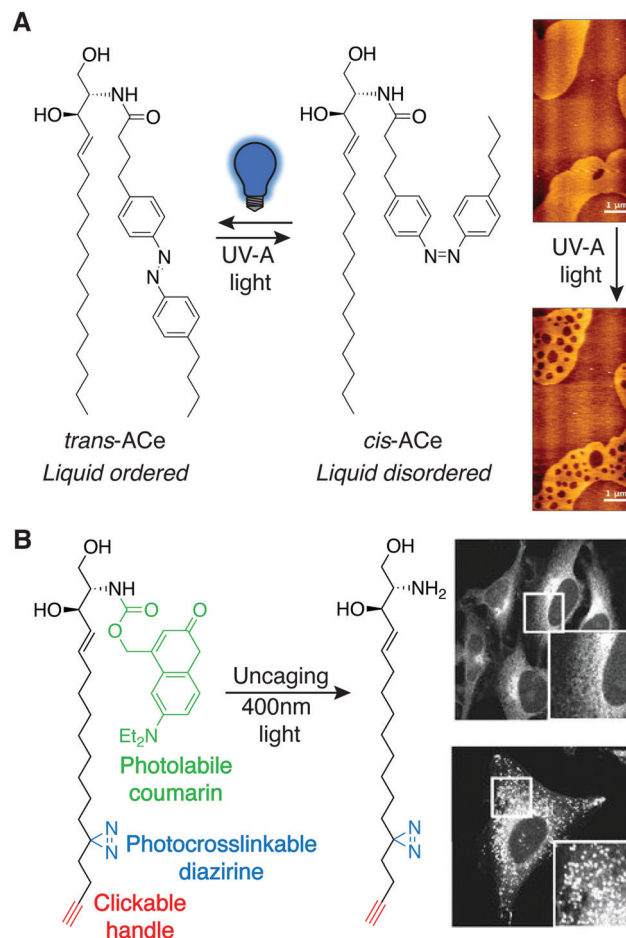 A
OH
HO
NH
O
N
N
trans-ACe
Liquid ordered
UV-A
light
OH
HO
NH
O
N=N
cis-ACe
Liquid disordered
1 µm
UV-A
light
1 µm
B
OH
HO
NH
O
O
O
Et2N
Photolabile
coumarin
N
N
Photocrosslinkable
diazirine
Clickable
handle
Uncaging
400nm
light
OH
HO
NH2
N
N